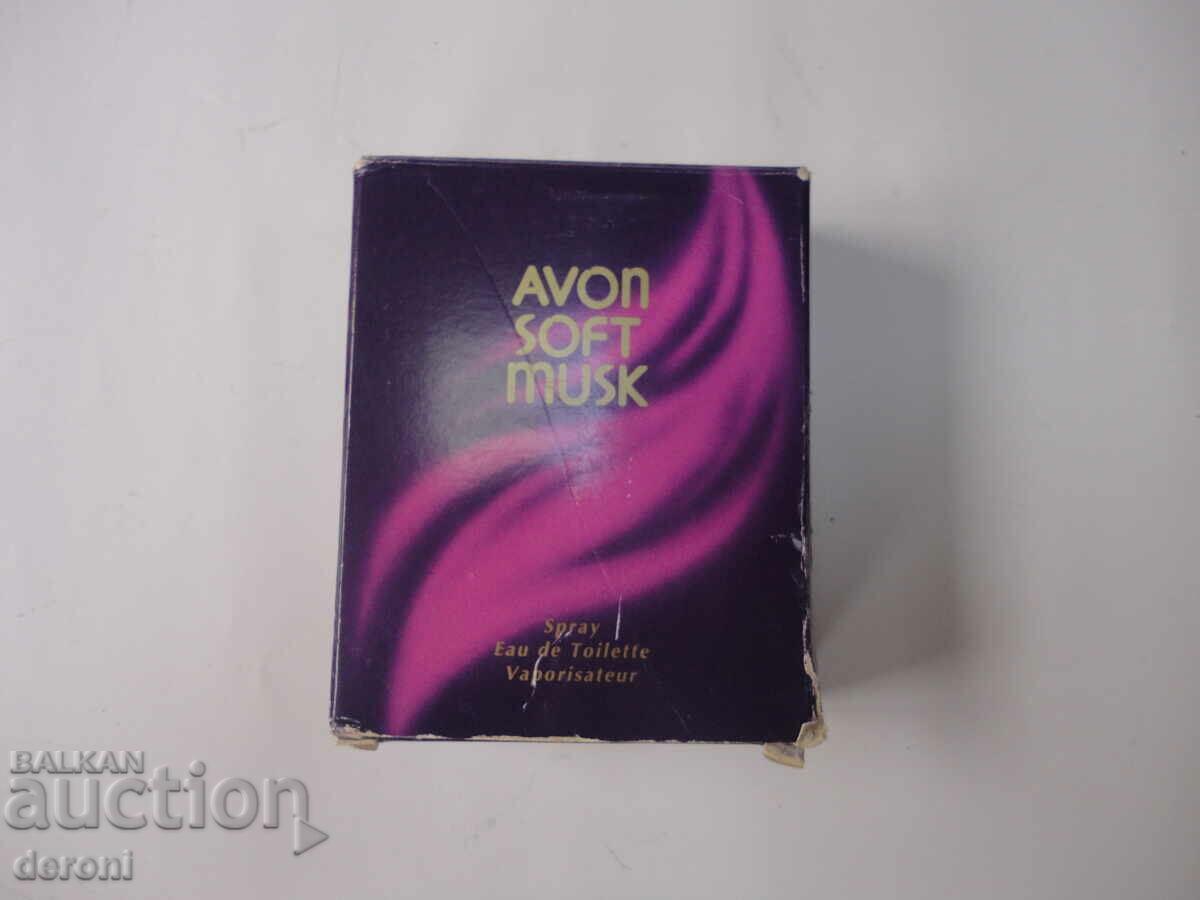 AVON
SOFT
MUSK
Spray
Eau de Toilette
Vaporisateur
BALKAN
auction
deroni